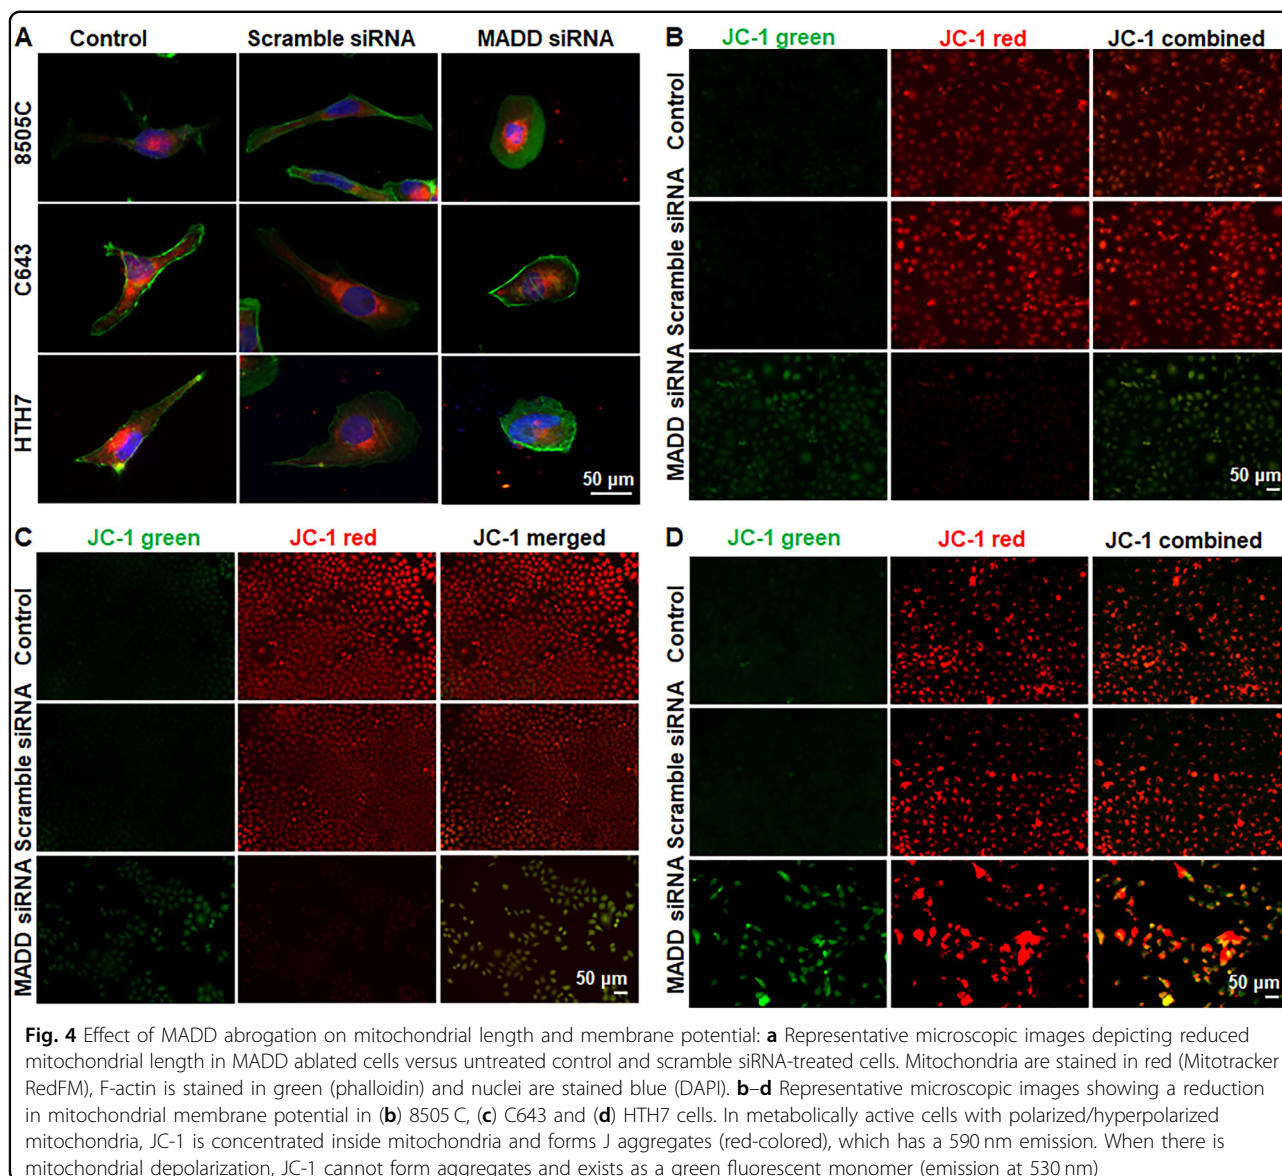 A
Control
Scramble siRNA
MADD siRNA
8505C
C643
HTH7
50 µm
B
JC-1 green
JC-1 red
JC-1 combined
Control
Scramble siRNA
MADD siRNA
50 µm
C
JC-1 green
JC-1 red
JC-1 merged
Control
Scramble siRNA
MADD siRNA
50 µm
D
JC-1 green
JC-1 red
JC-1 combined
Control
Scramble siRNA
MADD siRNA
50 µm
Fig. 4 Effect of MADD abrogation on mitochondrial length and membrane potential: a Representative microscopic images depicting reduced
mitochondrial length in MADD ablated cells versus untreated control and scramble siRNA-treated cells. Mitochondria are stained in red (Mitotracker
RedFM), F-actin is stained in green (phalloidin) and nuclei are stained blue (DAPI). b–d Representative microscopic images showing a reduction
in mitochondrial membrane potential in (b) 8505 C, (c) C643 and (d) HTH7 cells. In metabolically active cells with polarized/hyperpolarized
mitochondria, JC-1 is concentrated inside mitochondria and forms J aggregates (red-colored), which has a 590 nm emission. When there is
mitochondrial depolarization, JC-1 cannot form aggregates and exists as a green fluorescent monomer (emission at 530 nm)